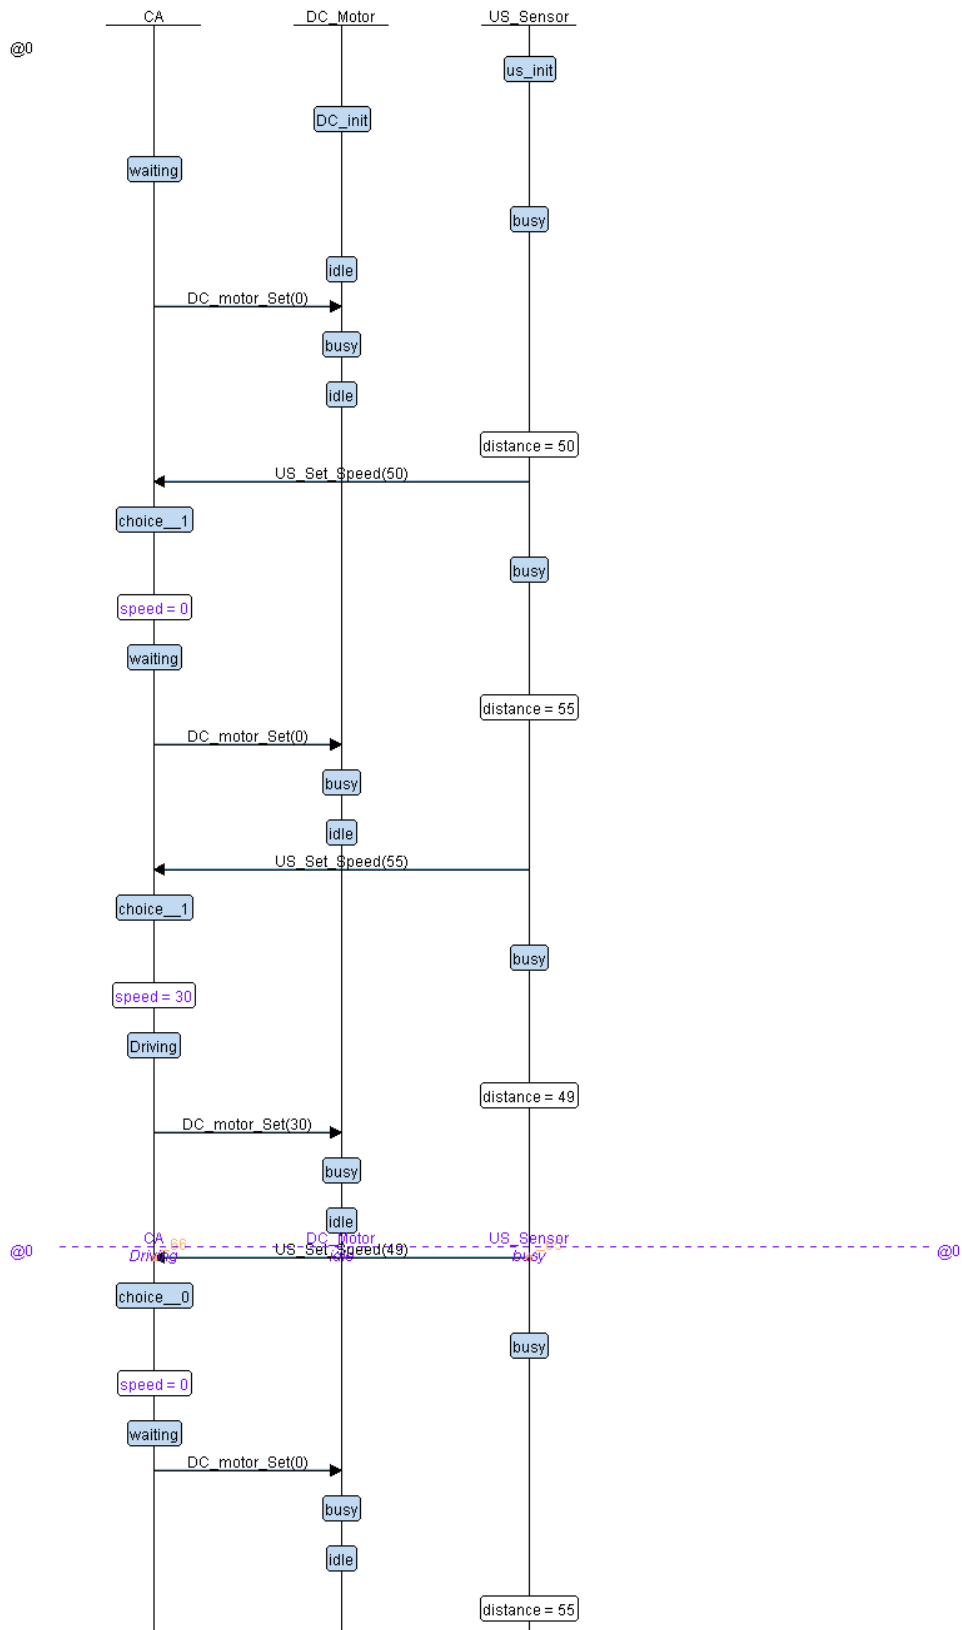 CA DC_Motor US_Sensor
@0
us_init
DC_init
waiting
busy
idle
DC_motor_Set(0)
busy
idle
distance = 50
US_Set_Speed(50)
choice__1
busy
speed = 0
waiting
distance = 55
DC_motor_Set(0)
busy
idle
US_Set_Speed(55)
choice__1
busy
speed = 30
Driving
distance = 49
DC_motor_Set(30)
busy
idle
CA DC_Motor US_Sensor
@0 Driving idle busy @0
US_Set_Speed(49)
choice__0
busy
speed = 0
waiting
DC_motor_Set(0)
busy
idle
distance = 55